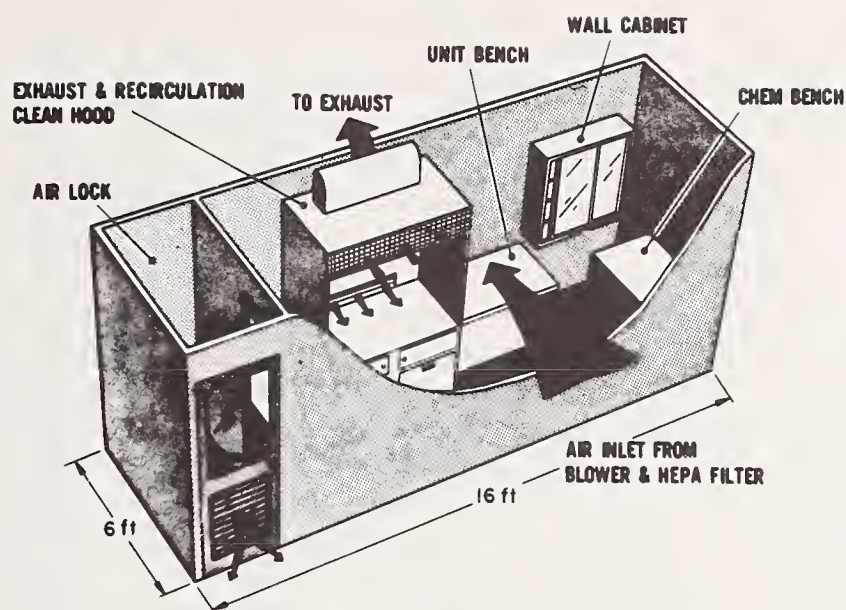 WALL CABINET
UNIT BENCH
CHEM BENCH
EXHAUST & RECIRCULATION
CLEAN HOOD
TO EXHAUST
AIR LOCK
AIR INLET FROM
BLOWER & HEPA FILTER
16 ft
6 ft